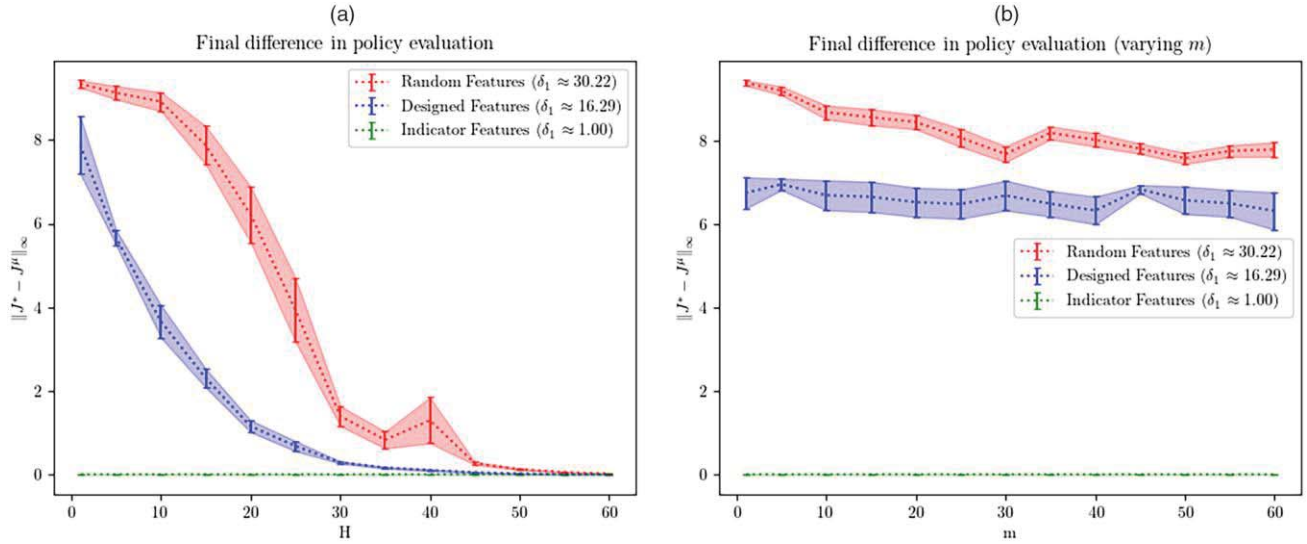 (a)
Final difference in policy evaluation
Random Features (δ₁ ≈ 30.22)
Designed Features (δ₁ ≈ 16.29)
Indicator Features (δ₁ ≈ 1.00)
‖J* − J^μ‖∞
8
6
4
2
0
0 10 20 30 40 50 60
H
(b)
Final difference in policy evaluation (varying m)
Random Features (δ₁ ≈ 30.22)
Designed Features (δ₁ ≈ 16.29)
Indicator Features (δ₁ ≈ 1.00)
‖J* − J^μ‖∞
8
6
4
2
0
0 10 20 30 40 50 60
m